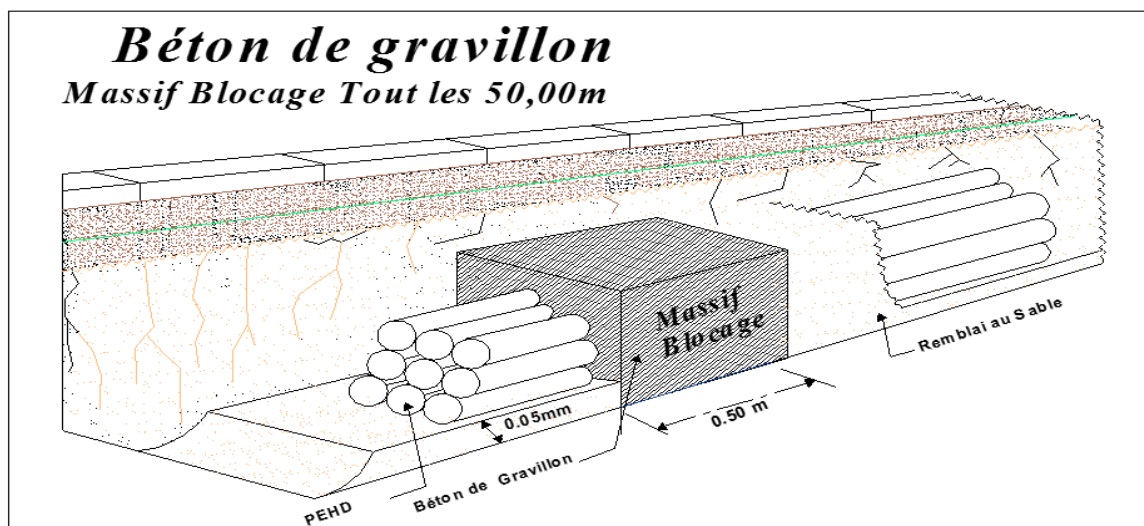 Béton de gravillon
Massif Blocage Tout les 50,00m
Massif
Blocage
Remblai au Sable
0.50 m
0.05mm
Béton de Gravillon
PEHD